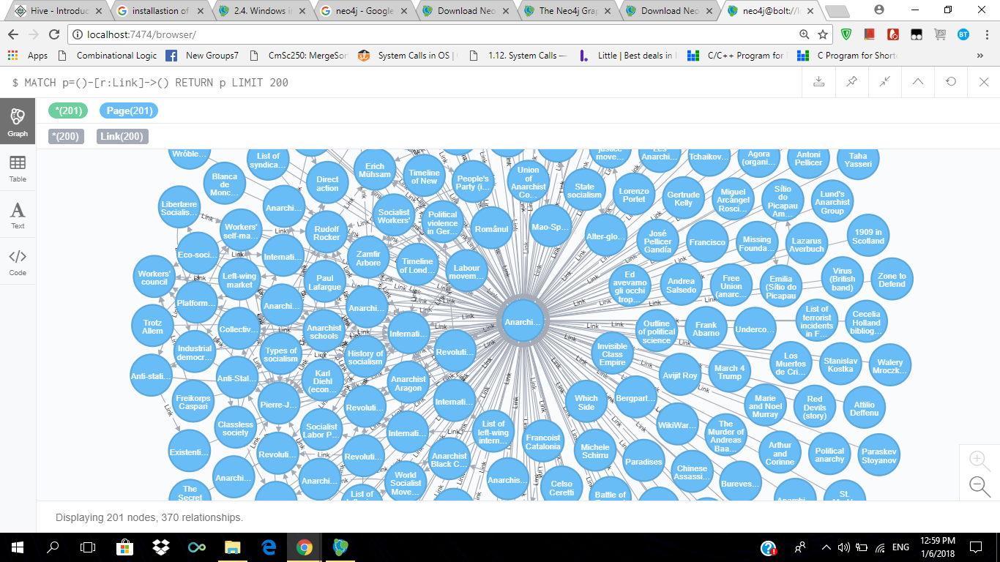 Hive - Introduc
installastion of
2.4. Windows in
neo4j - Google
Download Neo
The Neo4j Grap
Download Neo
neo4j@bolt://l
localhost:7474/browser/
Apps
Combinational Logic
New Groups7
CmSc250: MergeSor
System Calls in OS |
1.12. System Calls —
Little | Best deals in
C/C++ Program for
C Program for Shorte
»
$ MATCH p=()-[r:Link]->() RETURN p LIMIT 200
*(201)
Page(201)
*(200)
Link(200)
Graph
Table
Text
Code
Wróble...
List of
syndica...
Erich
Mühsam
Timeline
of New
People's
Party (i...
Union
of
Anarchist
Co...
justice
move...
Les
Anarchi...
Tchaikov...
Agora
(organi...
Antoni
Pellicer
Taha
Yasseri
Blanca
de
Monc...
Direct
action
State
socialism
Lorenzo
Portet
Gertrude
Kelly
Miguel
Arcángel
Rosci...
Sítio
do
Picapau
Am...
Lund's
Anarchist
Group
Libertære
Socialis...
Anarchi...
Socialist
Workers'
Political
violence
in Ger...
Românul
Mao-Sp...
Alter-glo...
José
Pellicer
Gandía
Francisco
Missing
Founda...
Lazarus
Averbuch
1909 in
Scotland
Workers'
self-ma...
Rudolf
Rocker
Eco-soci...
Internati...
Zamfir
Arbore
Timeline
of Lond...
Labour
movem...
Ed
avevamo
gli occhi
trop...
Andrea
Salsedo
Free
Union
(anarc...
Emilia
(Sítio do
Picapau
Virus
(British
band)
Zone to
Defend
Workers'
council
Left-wing
market
Paul
Lafargue
Platform...
Anarchi...
Anarchi...
Anarchi...
Outline
of political
science
Frank
Abarno
Underco...
List of
terrorist
incidents
in F...
Cecelia
Holland
bibliog...
Trotz
Allem
Collectiv...
Anarchist
schools
Internati...
Industrial
democr...
Types of
socialism
History of
socialism
Revoluti...
Invisible
Class
Empire
Los
Muertos
de Cri...
Stanislav
Kostka
Walery
Mroczk...
Anti-stati...
Anti-Stal...
Karl
Diehl
(econ...
Anarchist
Aragon
Avijit Roy
March 4
Trump
Freikorps
Caspari
Pierre-J...
Revoluti...
Internati...
Which
Side
Bergpart...
Marie
and Noel
Murray
Red
Devils
(story)
Attilio
Deffenu
Classless
society
Socialist
Labor P...
Internati...
List of
left-wing
intern...
Francoist
Catalonia
Michele
Schirru
WikiWar...
The
Murder of
Andreas
Baa...
Arthur
and
Corinne
Political
anarchy
Paraskev
Stoyanov
Existenti...
Revoluti...
Revoluti...
Anarchist
Black C...
Paradises
Chinese
Assassi...
Anarchi...
Anarchi...
World
Socialist
Move...
Anarchis...
Celso
Ceretti
Battle of
Bureves...
The
Secret
List of
St.
Link
Displaying 201 nodes, 370 relationships.
ENG
12:59 PM
1/6/2018